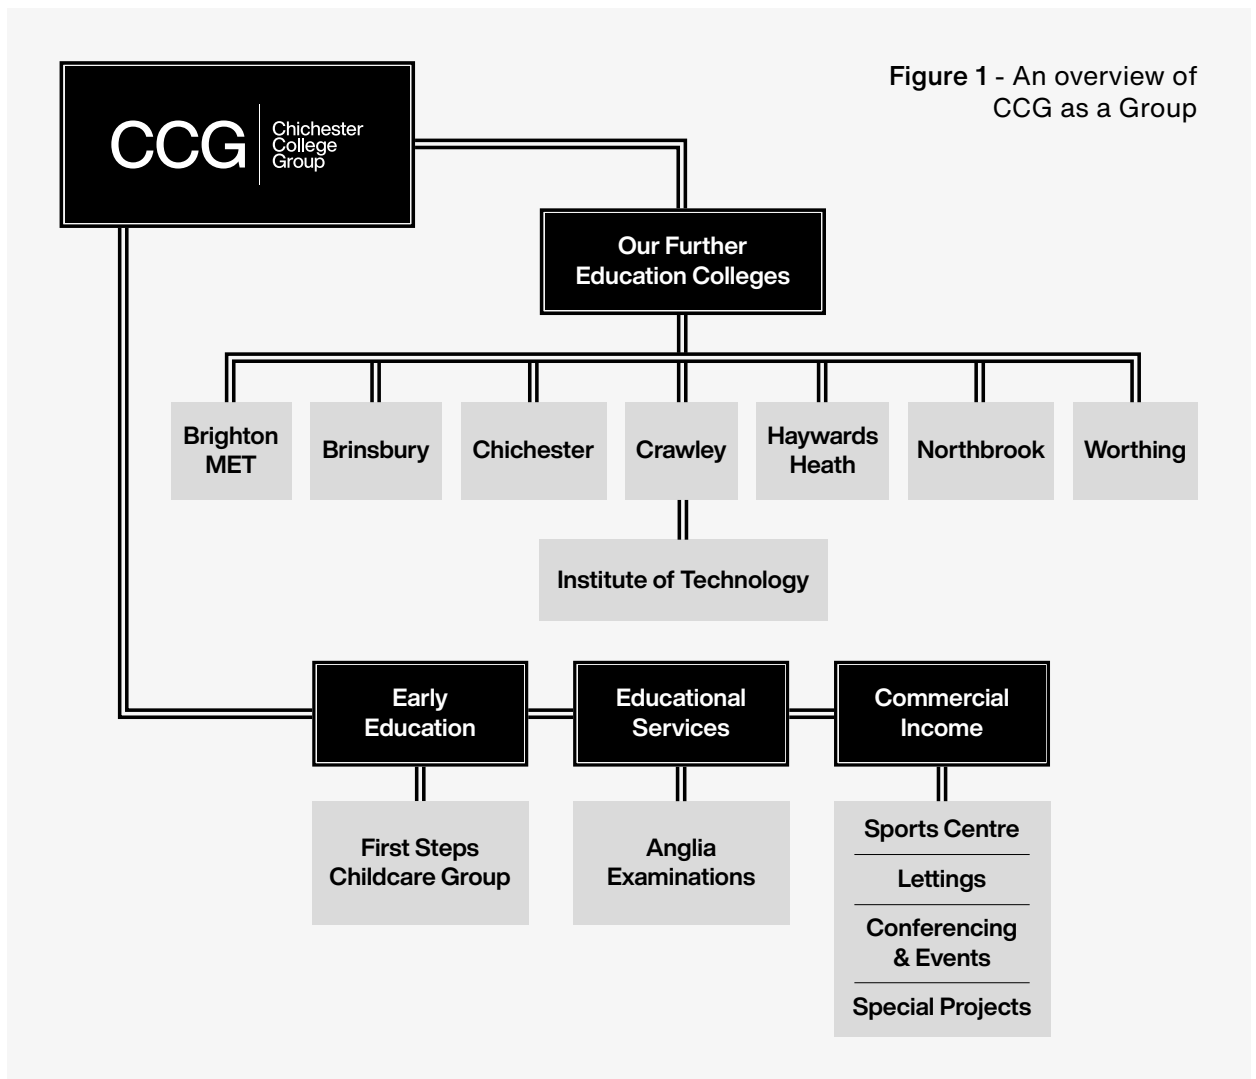 CCG
Chichester
College
Group
Figure 1 - An overview of
CCG as a Group
Our Further
Education Colleges
Brighton
MET
Brinsbury
Chichester
Crawley
Haywards
Heath
Northbrook
Worthing
Institute of Technology
Early
Education
Educational
Services
Commercial
Income
First Steps
Childcare Group
Anglia
Examinations
Sports Centre
Lettings
Conferencing
& Events
Special Projects